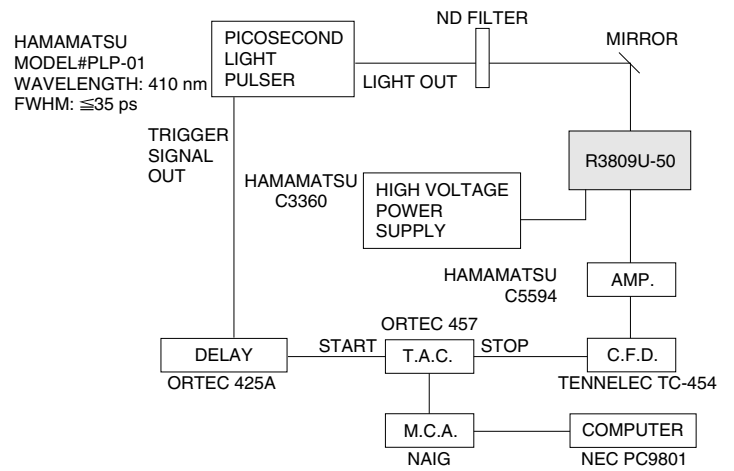 HAMAMATSU
MODEL#PLP-01
WAVELENGTH: 410 nm
FWHM: ≦35 ps
PICOSECOND
LIGHT
PULSER
LIGHT OUT
ND FILTER
MIRROR
TRIGGER
SIGNAL
OUT
HAMAMATSU
C3360
HIGH VOLTAGE
POWER
SUPPLY
R3809U-50
HAMAMATSU
C5594
AMP.
DELAY
ORTEC 425A
START
ORTEC 457
T.A.C.
STOP
C.F.D.
TENNELEC TC-454
M.C.A.
NAIG
COMPUTER
NEC PC9801